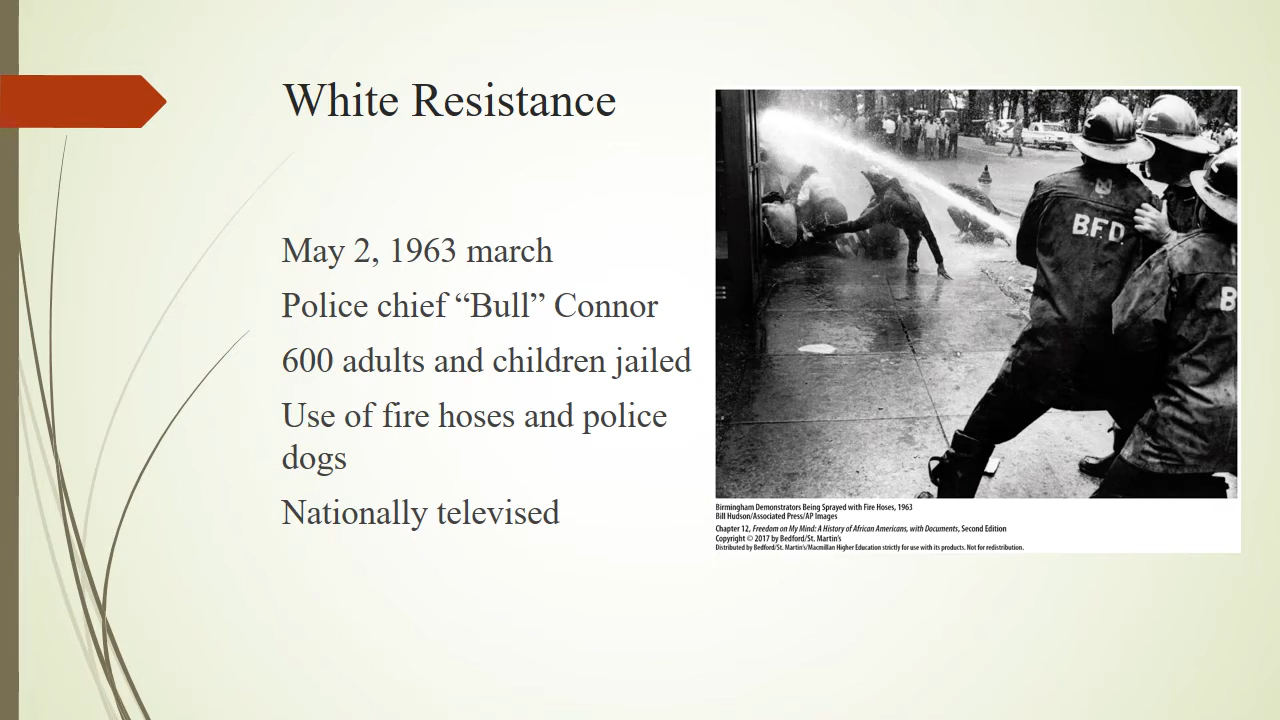 White Resistance
May 2, 1963 march
Police chief “Bull” Connor
600 adults and children jailed
Use of fire hoses and police
dogs
Nationally televised
B.F.D.
B
Birmingham Demonstrators Being Sprayed with Fire Hoses, 1963
Bill Hudson/Associated Press/AP Images
Chapter 12, Freedom on My Mind: A History of African Americans, with Documents, Second Edition
Copyright © 2017 by Bedford/St. Martin's
Distributed by Bedford/St. Martin's/Macmillan Higher Education strictly for use with its products. Not for redistribution.